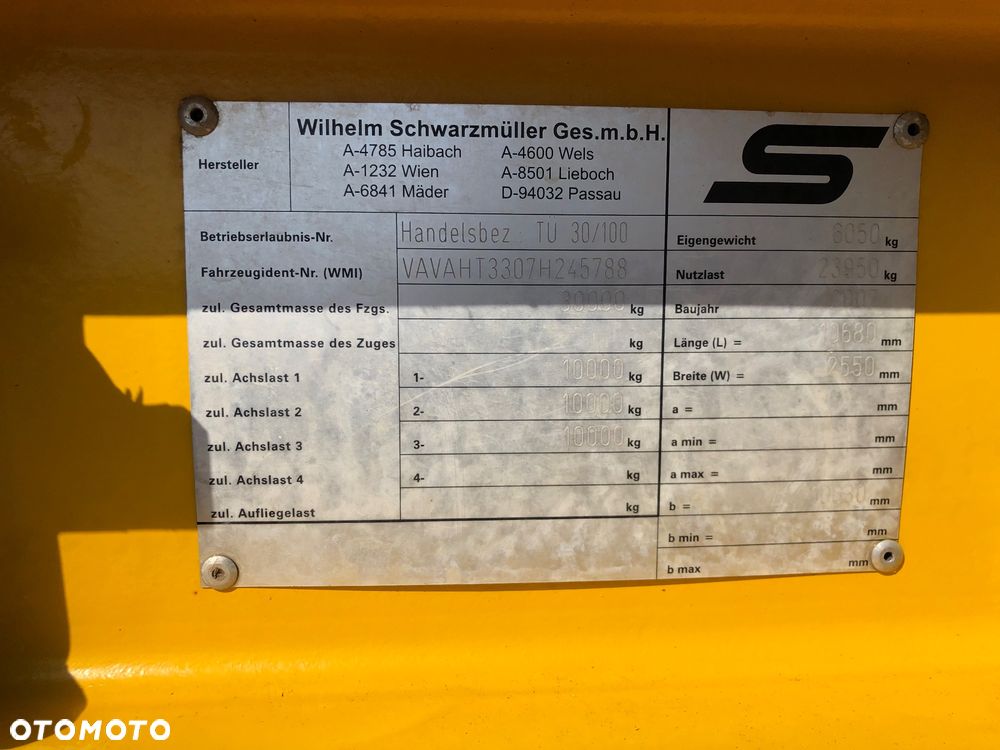 Hersteller
Wilhelm Schwarzmüller Ges.m.b.H.
A-4785 Haibach A-4600 Wels
A-1232 Wien A-8501 Lieboch
A-6841 Mäder D-94032 Passau
S
Betriebserlaubnis-Nr. Handelsbez.: TU 30/100
Fahrzeugident-Nr. (WMI) VAVAHT3307H245788
zul. Gesamtmasse des Fzgs. 30000 kg
zul. Gesamtmasse des Zuges kg
zul. Achslast 1 1- 10000 kg
zul. Achslast 2 2- 10000 kg
zul. Achslast 3 3- 10000 kg
zul. Achslast 4 4- kg
zul. Aufliegelast kg
Eigengewicht 6050 kg
Nutzlast 23950 kg
Baujahr
Länge (L) = 10680 mm
Breite (W) = 2550 mm
a = mm
a min = mm
a max = mm
b = mm
b min = mm
b max mm
OTOMOTO